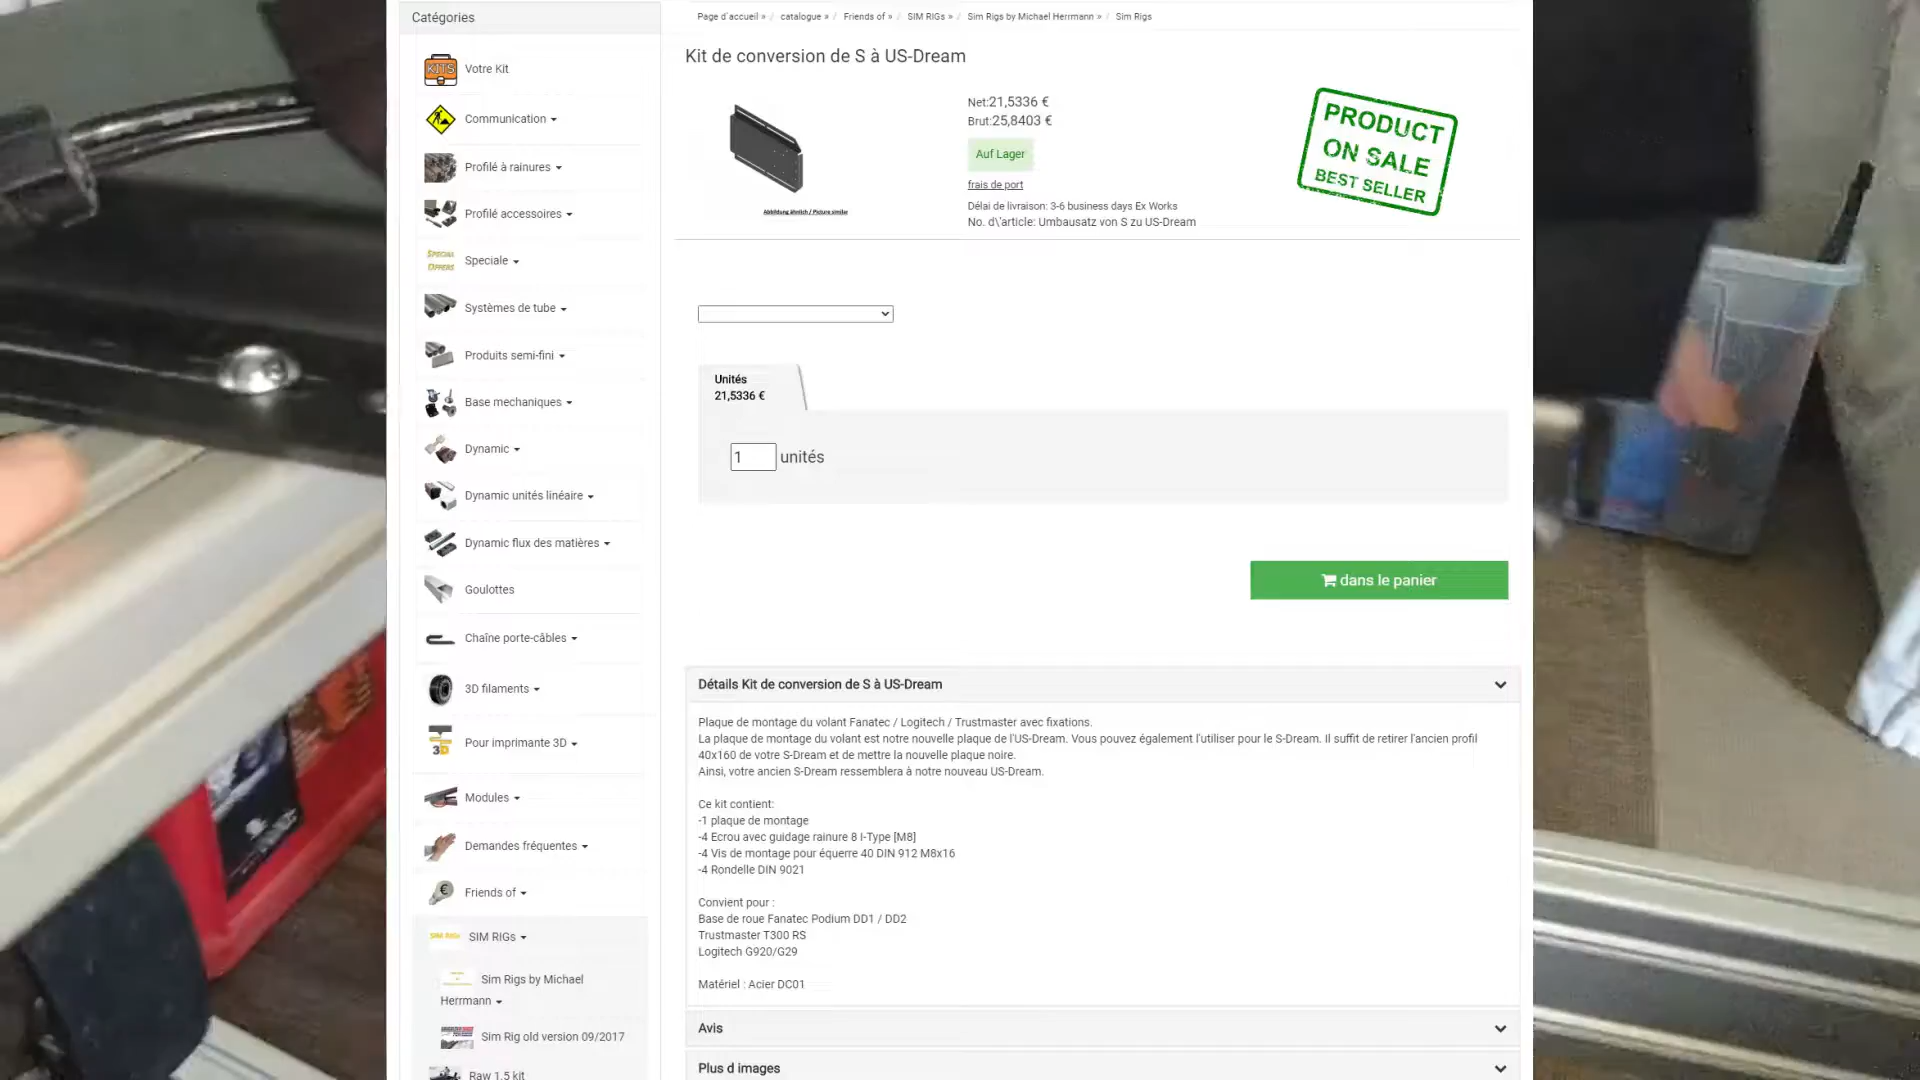 Catégories
KITS
Votre Kit
Communication
Profilé à rainures
Profilé accessoires
SPECIAL OFFERS
Speciale
Systèmes de tube
Produits semi-fini
Base mechaniques
Dynamic
Dynamic unités linéaire
Dynamic flux des matières
Goulottes
Chaîne porte-câbles
3D filaments
3D
Pour imprimante 3D
Modules
Demandes fréquentes
€
Friends of
SIM RIGs
SIM RIGs
Sim Rigs by Michael
Herrmann
Sim Rig old version 09/2017
Raw 1.5 kit
Page d´accueil » / catalogue » / Friends of » / SIM RIGs » / Sim Rigs by Michael Herrmann » / Sim Rigs
Kit de conversion de S à US-Dream
Abbildung ähnlich / Picture similar
Net:21,5336 €
Brut:25,8403 €
Auf Lager
frais de port
Délai de livraison: 3-6 business days Ex Works
No. d\'article: Umbausatz von S zu US-Dream
PRODUCT
ON SALE
BEST SELLER
Unités
21,5336 €
1 unités
dans le panier
Détails Kit de conversion de S à US-Dream
Plaque de montage du volant Fanatec / Logitech / Trustmaster avec fixations.
La plaque de montage du volant est notre nouvelle plaque de l'US-Dream. Vous pouvez également l'utiliser pour le S-Dream. Il suffit de retirer l'ancien profil
40x160 de votre S-Dream et de mettre la nouvelle plaque noire.
Ainsi, votre ancien S-Dream ressemblera à notre nouveau US-Dream.
Ce kit contient:
-1 plaque de montage
-4 Ecrou avec guidage rainure 8 I-Type [M8]
-4 Vis de montage pour équerre 40 DIN 912 M8x16
-4 Rondelle DIN 9021
Convient pour :
Base de roue Fanatec Podium DD1 / DD2
Trustmaster T300 RS
Logitech G920/G29
Matériel : Acier DC01
Avis
Plus d images